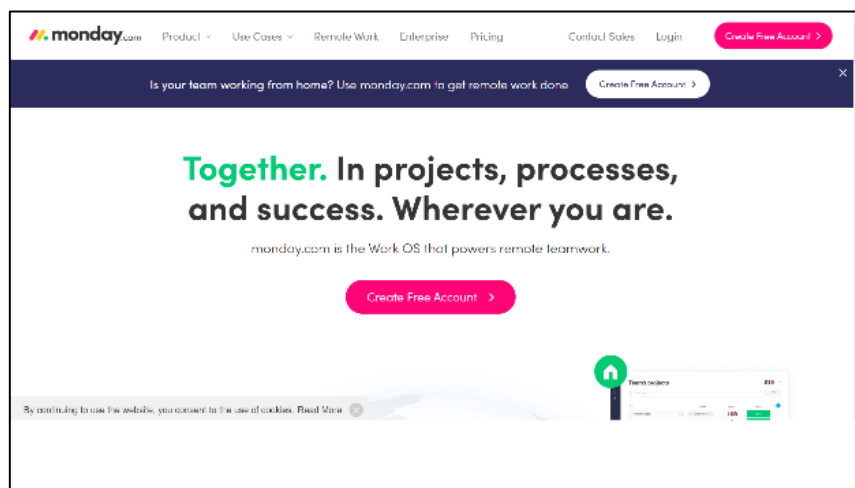 monday.com Product Use Cases Remote Work Enterprise Pricing Contact Sales Login Create Free Account >
Is your team working from home? Use monday.com to get remote work done Create Free Account > ×
Together. In projects, processes,
and success. Wherever you are.
monday.com is the Work OS that powers remote teamwork.
Create Free Account >
Team's projects
By continuing to use the website, you consent to the use of cookies. Read More